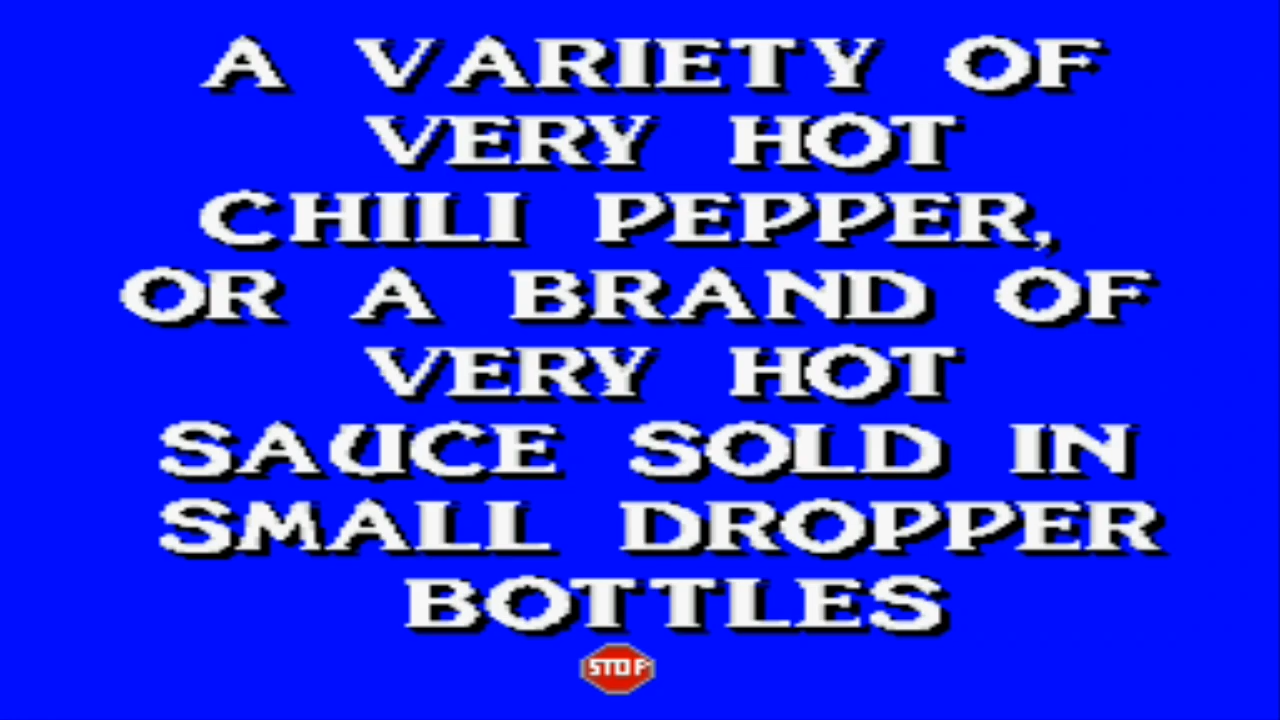 A VARIETY OF
VERY HOT
CHILI PEPPER,
OR A BRAND OF
VERY HOT
SAUCE SOLD IN
SMALL DROPPER
BOTTLES
STOP